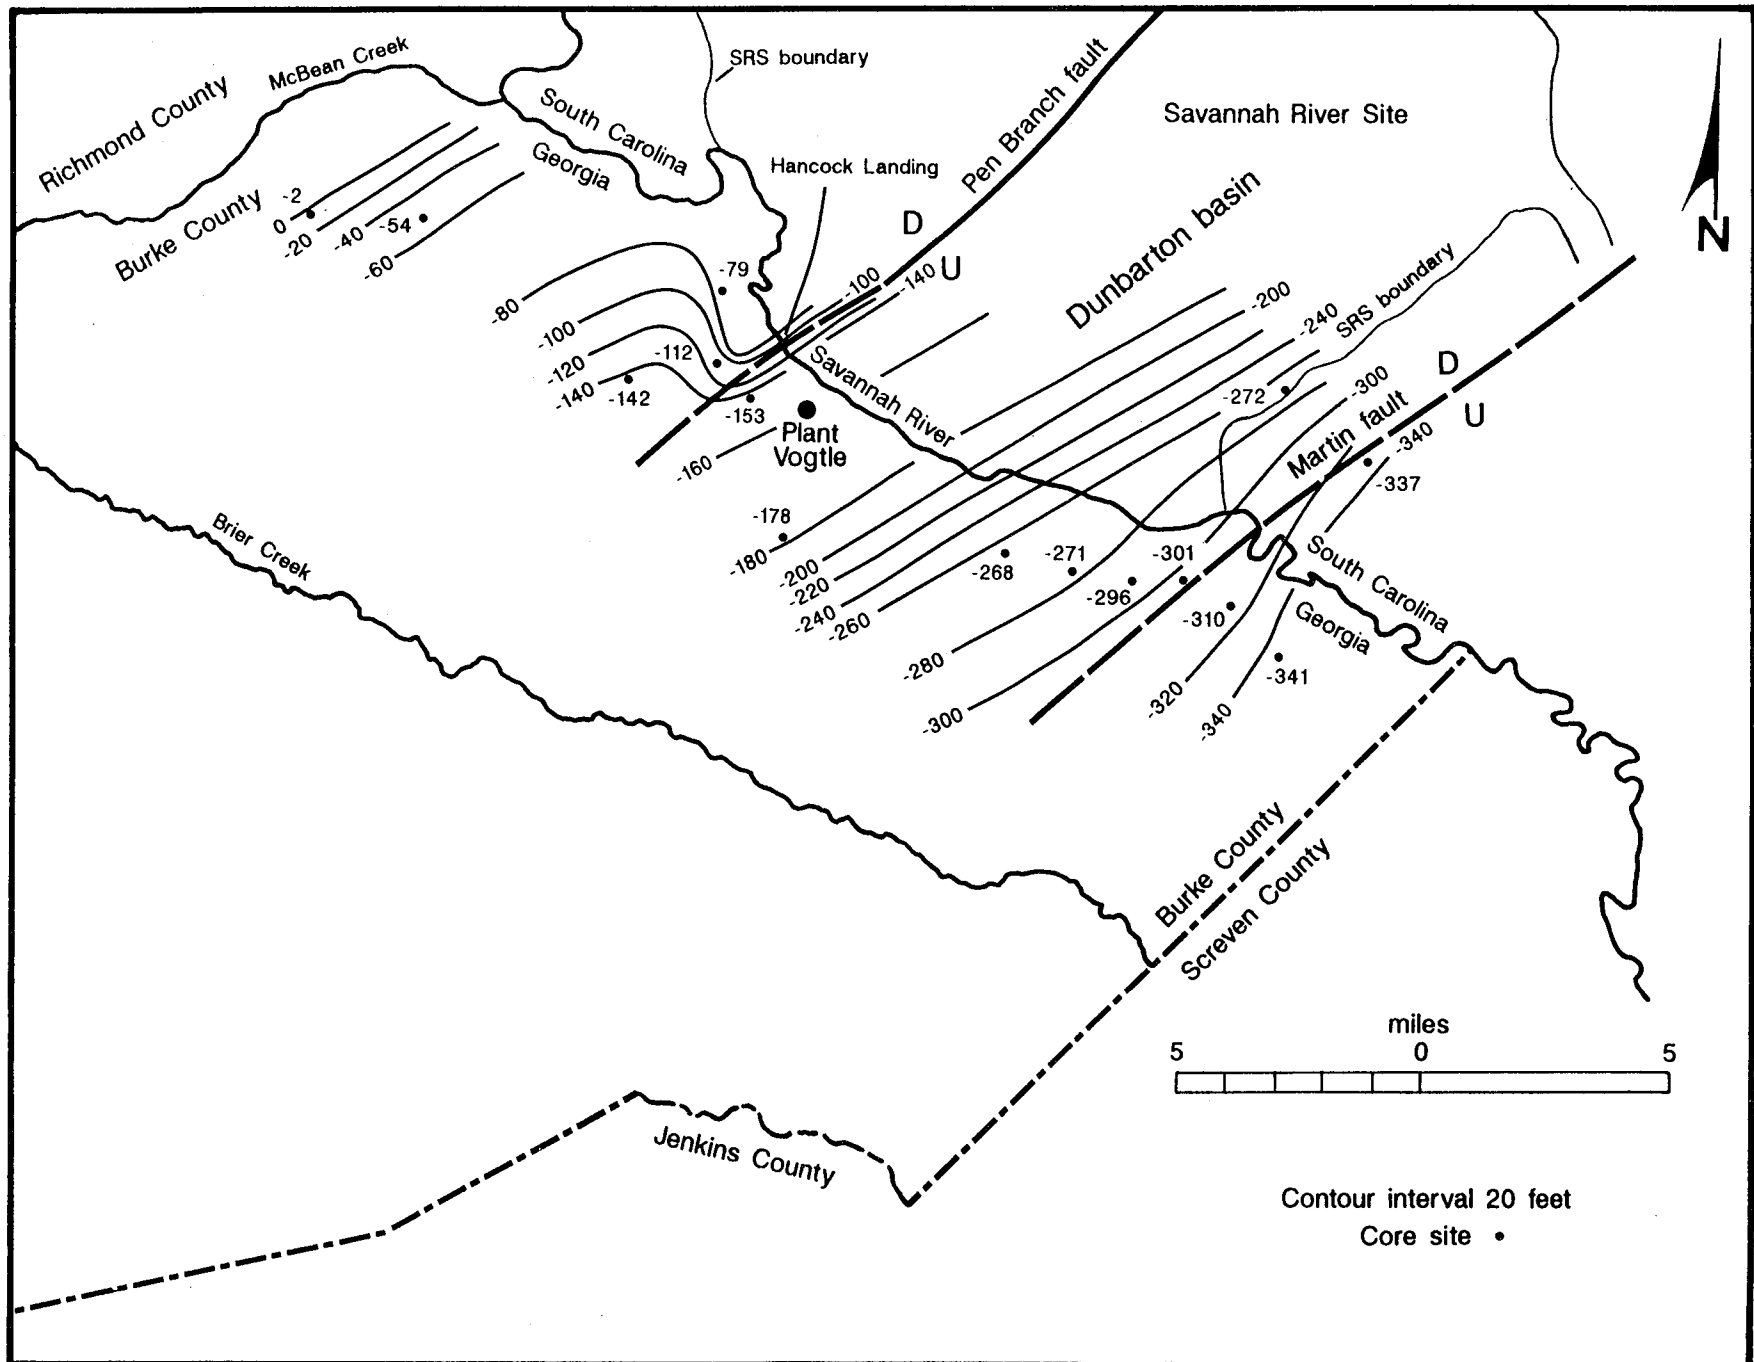 McBean Creek
Richmond County
SRS boundary
South Carolina
Georgia
Pen Branch fault
Savannah River Site
Hancock Landing
Burke County
-2
0
-20
-40
-54
-60
D
U
Dunbarton basin
N
-79
-80
-100
-120
-140
-112
-142
-153
-100
-140
Plant
Vogtle
Savannah River
-160
-200
-240
SRS boundary
-272
-300
D
U
Martin fault
-340
-337
-178
-180
-200
-220
-240
-260
-268
-271
-296
-301
-310
-280
-300
-320
-340
-341
South Carolina
Georgia
Brier Creek
Burke County
Screven County
Jenkins County
miles
5 0 5
Contour interval 20 feet
Core site